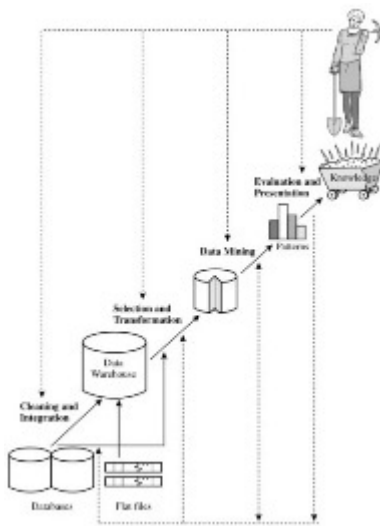 Evaluation and
Presentation
Knowledge
Data Mining
Patterns
Selection and
Transformation
Data
Warehouse
Cleaning and
Integration
Databases
Flat files